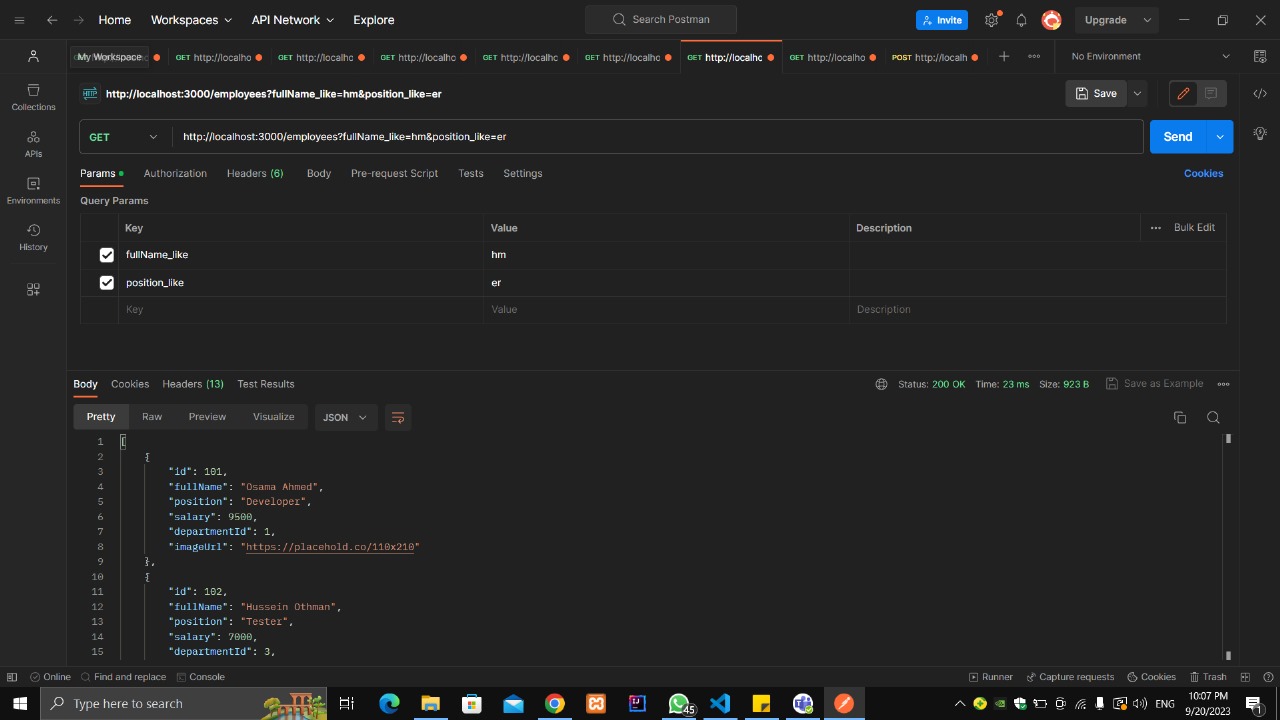 Home Workspaces API Network Explore Search Postman Invite Upgrade
My Workspace GET http://localho GET http://localho GET http://localho GET http://localho GET http://localho GET http://localho GET http://localho POST http://localh No Environment
http://localhost:3000/employees?fullName_like=hm&position_like=er Save
GET http://localhost:3000/employees?fullName_like=hm&position_like=er Send
Params Authorization Headers (6) Body Pre-request Script Tests Settings Cookies
Query Params
Key Value Description Bulk Edit
fullName_like hm
position_like er
Key Value Description
Collections
APIs
Environments
History
Body Cookies Headers (13) Test Results Status: 200 OK Time: 23 ms Size: 923 B Save as Example
Pretty Raw Preview Visualize JSON
1 [
2 {
3 "id": 101,
4 "fullName": "Osama Ahmed",
5 "position": "Developer",
6 "salary": 9500,
7 "departmentId": 1,
8 "imageUrl": "https://placehold.co/110x210"
9 },
10 {
11 "id": 102,
12 "fullName": "Hussein Othman",
13 "position": "Tester",
14 "salary": 7000,
15 "departmentId": 3,
Online Find and replace Console Runner Capture requests Cookies Trash
Type here to search 45 ENG 10:07 PM
9/20/2023 1